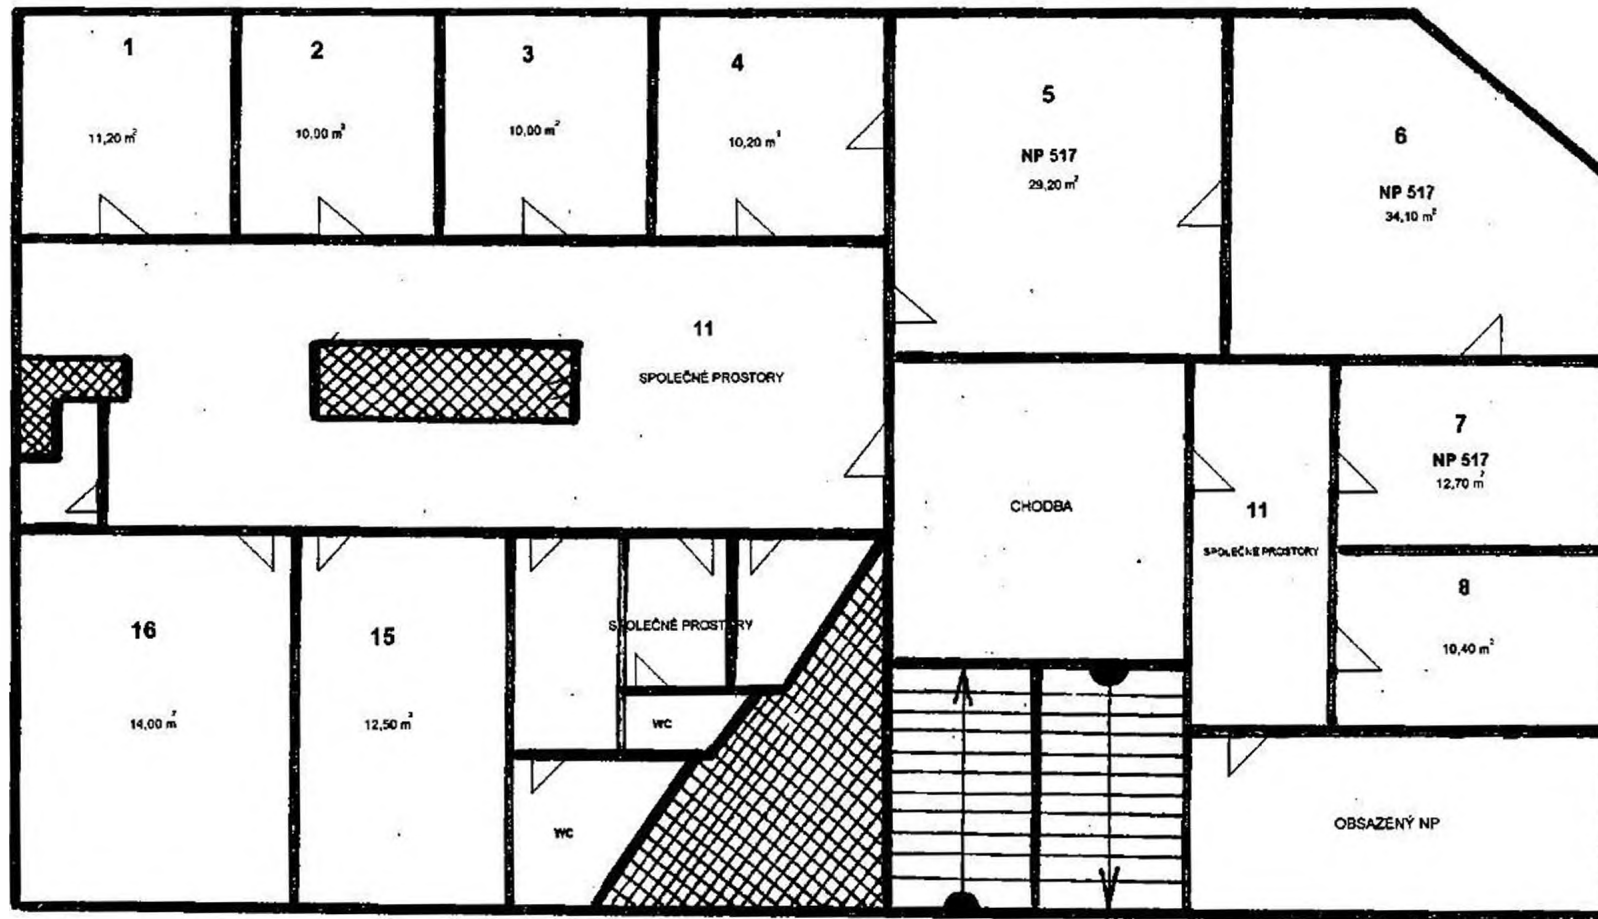 1
2
3
4
11,20 m²
10,00 m²
10,00 m²
10,20 m²
5
NP 517
29,20 m²
6
NP 517
34,10 m²
11
SPOLEČNÉ PROSTORY
7
NP 517
12,70 m²
CHODBA
11
SPOLEČNÉ PROSTORY
8
10,40 m²
16
14,00 m²
15
12,50 m²
SPOLEČNÉ PROSTORY
WC
WC
OBSAZENÝ NP